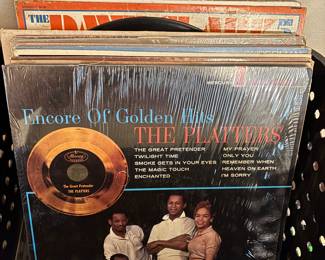 THE
Encore Of Golden Hits
THE PLATTERS
THE GREAT PRETENDER
TWILIGHT TIME
SMOKE GETS IN YOUR EYES
THE MAGIC TOUCH
ENCHANTED
MY PRAYER
ONLY YOU
REMEMBER WHEN
HEAVEN ON EARTH
I'M SORRY
Mercury
The Great Pretender
THE PLATTERS